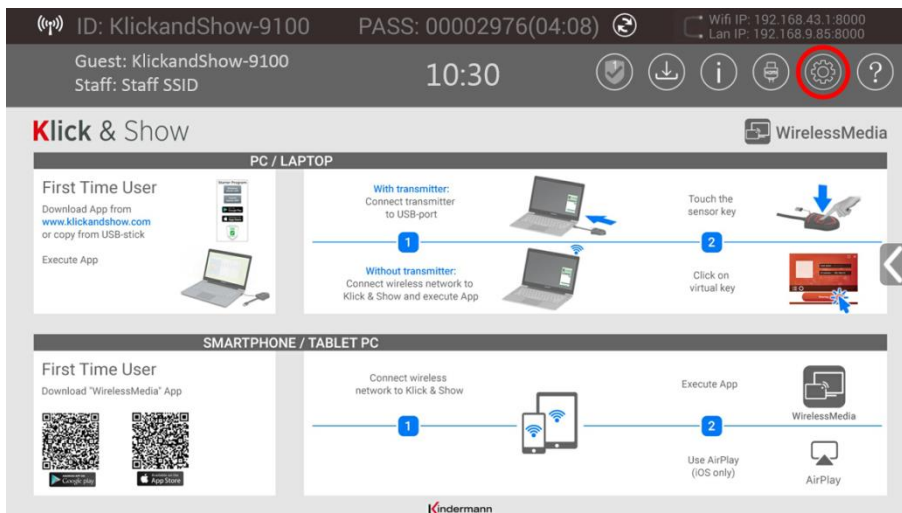 ID: KlickandShow-9100
PASS: 00002976(04:08)
Wifi IP: 192.168.43.1:8000
Lan IP: 192.168.9.85:8000
Guest: KlickandShow-9100
Staff: Staff SSID
10:30
i
?
Klick & Show
WirelessMedia
PC / LAPTOP
First Time User
Download App from
www.klickandshow.com
or copy from USB-stick
Execute App
With transmitter:
Connect transmitter
to USB-port
1
Without transmitter:
Connect wireless network to
Klick & Show and execute App
Touch the
sensor key
2
Click on
virtual key
SMARTPHONE / TABLET PC
First Time User
Download "WirelessMedia" App
Google play
App Store
Connect wireless
network to Klick & Show
1
Execute App
2
Use AirPlay
(iOS only)
WirelessMedia
AirPlay
Kindermann